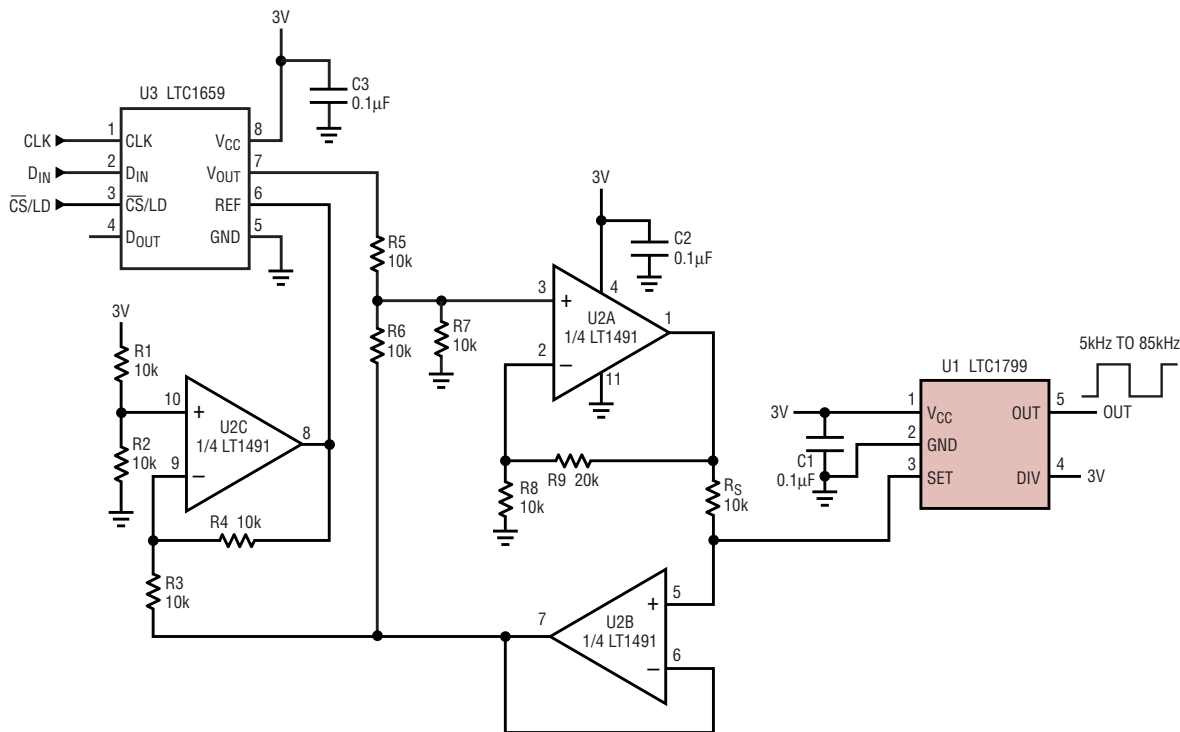 3V
C3
0.1µF
U3 LTC1659
CLK
1
CLK
DIN
2
DIN
CS/LD
3
CS/LD
4
DOUT
VCC
8
VOUT
7
REF
6
GND
5
3V
R1
10k
R2
10k
10
+
9
–
U2C
1/4 LT1491
8
R4 10k
R3
10k
R5
10k
R6
10k
R7
10k
3V
C2
0.1µF
3
+
2
–
4
U2A
1/4 LT1491
1
11
R9 20k
R8
10k
RS
10k
5
+
6
–
U2B
1/4 LT1491
7
5kHz TO 85kHz
U1 LTC1799
3V
1
VCC
2
GND
3
SET
C1
0.1µF
OUT
5
OUT
DIV
4
3V